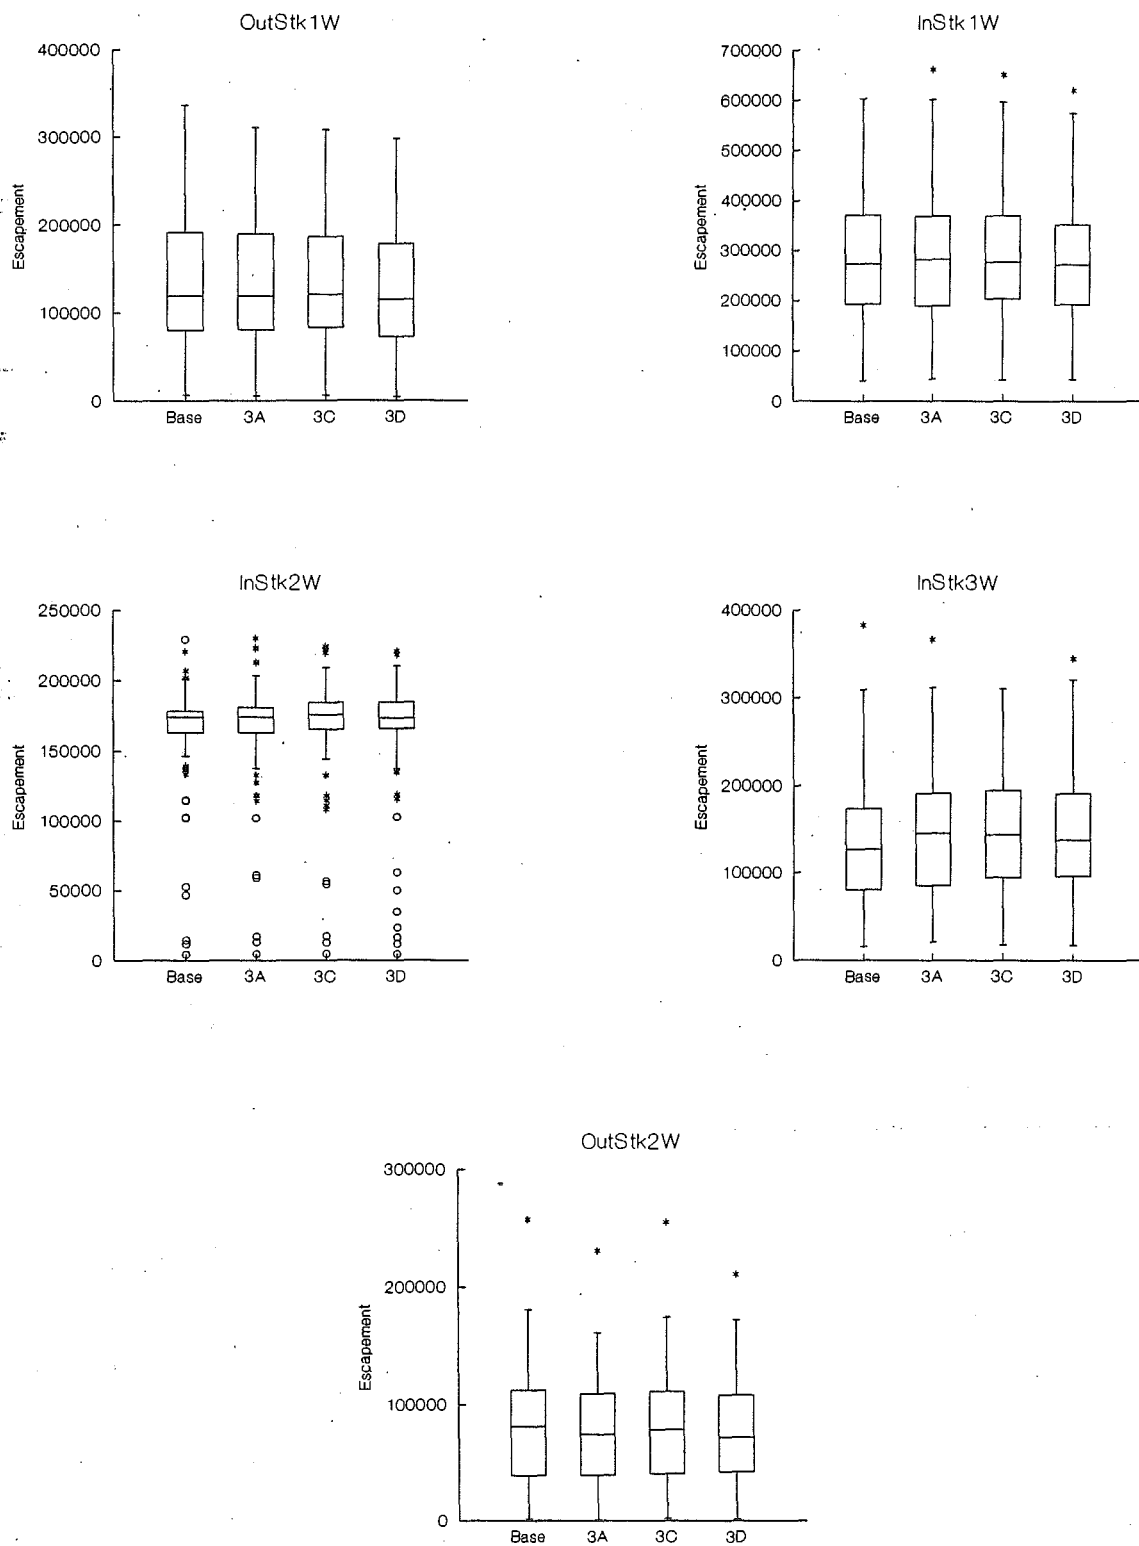 OutStk1W
InStk1W
400000
300000
200000
100000
0
Escapement
Base 3A 3C 3D
700000
600000
500000
400000
300000
200000
100000
0
Escapement
Base 3A 3C 3D
InStk2W
InStk3W
250000
200000
150000
100000
50000
0
Escapement
Base 3A 3C 3D
400000
300000
200000
100000
0
Escapement
Base 3A 3C 3D
OutStk2W
300000
200000
100000
0
Escapement
Base 3A 3C 3D